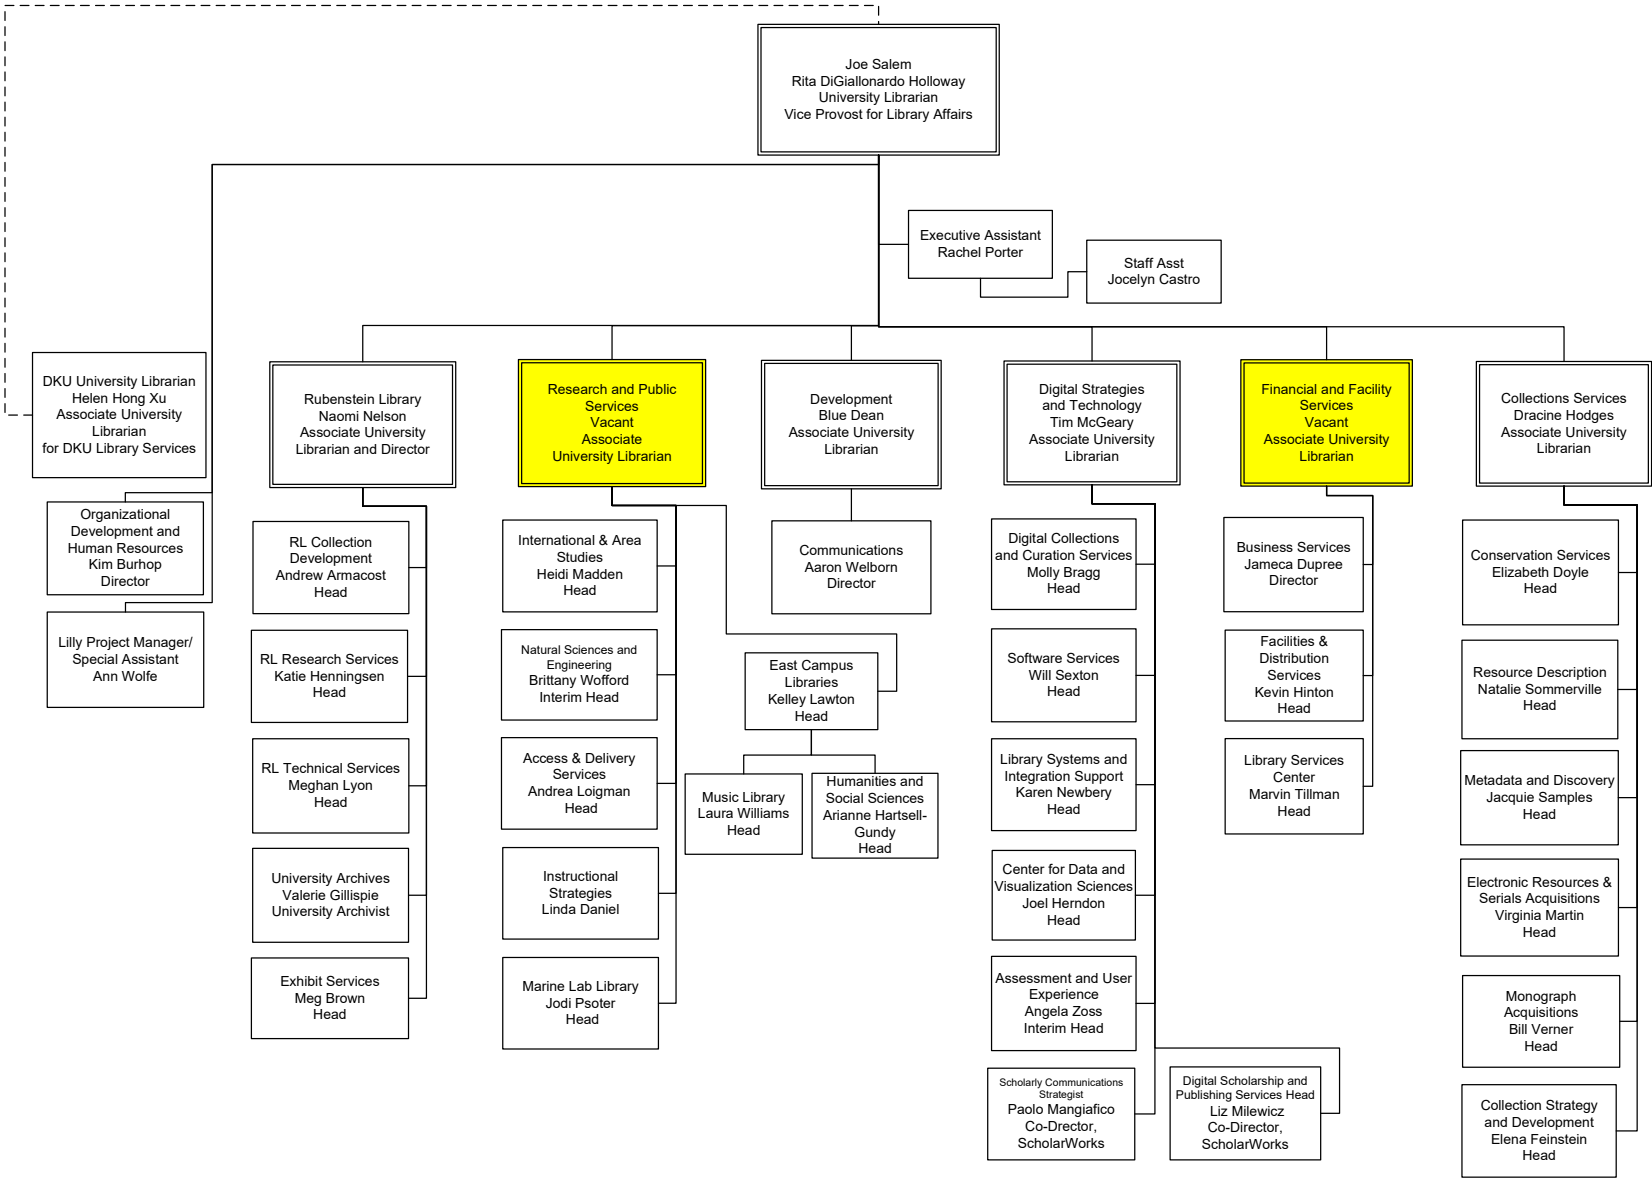 Joe Salem
Rita DiGiallonardo Holloway
University Librarian
Vice Provost for Library Affairs
Executive Assistant
Rachel Porter
Staff Asst
Jocelyn Castro
DKU University Librarian
Helen Hong Xu
Associate University
Librarian
for DKU Library Services
Organizational
Development and
Human Resources
Kim Burhop
Director
Lilly Project Manager/
Special Assistant
Ann Wolfe
Rubenstein Library
Naomi Nelson
Associate University
Librarian and Director
RL Collection
Development
Andrew Armacost
Head
RL Research Services
Katie Henningsen
Head
RL Technical Services
Meghan Lyon
Head
University Archives
Valerie Gillispie
University Archivist
Exhibit Services
Meg Brown
Head
Research and Public
Services
Vacant
Associate
University Librarian
International & Area
Studies
Heidi Madden
Head
Natural Sciences and
Engineering
Brittany Wofford
Interim Head
Access & Delivery
Services
Andrea Loigman
Head
Instructional
Strategies
Linda Daniel
Marine Lab Library
Jodi Psoter
Head
East Campus
Libraries
Kelley Lawton
Head
Music Library
Laura Williams
Head
Humanities and
Social Sciences
Arianne Hartsell-
Gundy
Head
Development
Blue Dean
Associate University
Librarian
Communications
Aaron Welborn
Director
Digital Strategies
and Technology
Tim McGeary
Associate University
Librarian
Digital Collections
and Curation Services
Molly Bragg
Head
Software Services
Will Sexton
Head
Library Systems and
Integration Support
Karen Newbery
Head
Center for Data and
Visualization Sciences
Joel Herndon
Head
Assessment and User
Experience
Angela Zoss
Interim Head
Scholarly Communications
Strategist
Paolo Mangiafico
Co-Drector,
ScholarWorks
Digital Scholarship and
Publishing Services Head
Liz Milewicz
Co-Director,
ScholarWorks
Financial and Facility
Services
Vacant
Associate University
Librarian
Business Services
Jameca Dupree
Director
Facilities &
Distribution
Services
Kevin Hinton
Head
Library Services
Center
Marvin Tillman
Head
Collections Services
Dracine Hodges
Associate University
Librarian
Conservation Services
Elizabeth Doyle
Head
Resource Description
Natalie Sommerville
Head
Metadata and Discovery
Jacquie Samples
Head
Electronic Resources &
Serials Acquisitions
Virginia Martin
Head
Monograph
Acquisitions
Bill Verner
Head
Collection Strategy
and Development
Elena Feinstein
Head